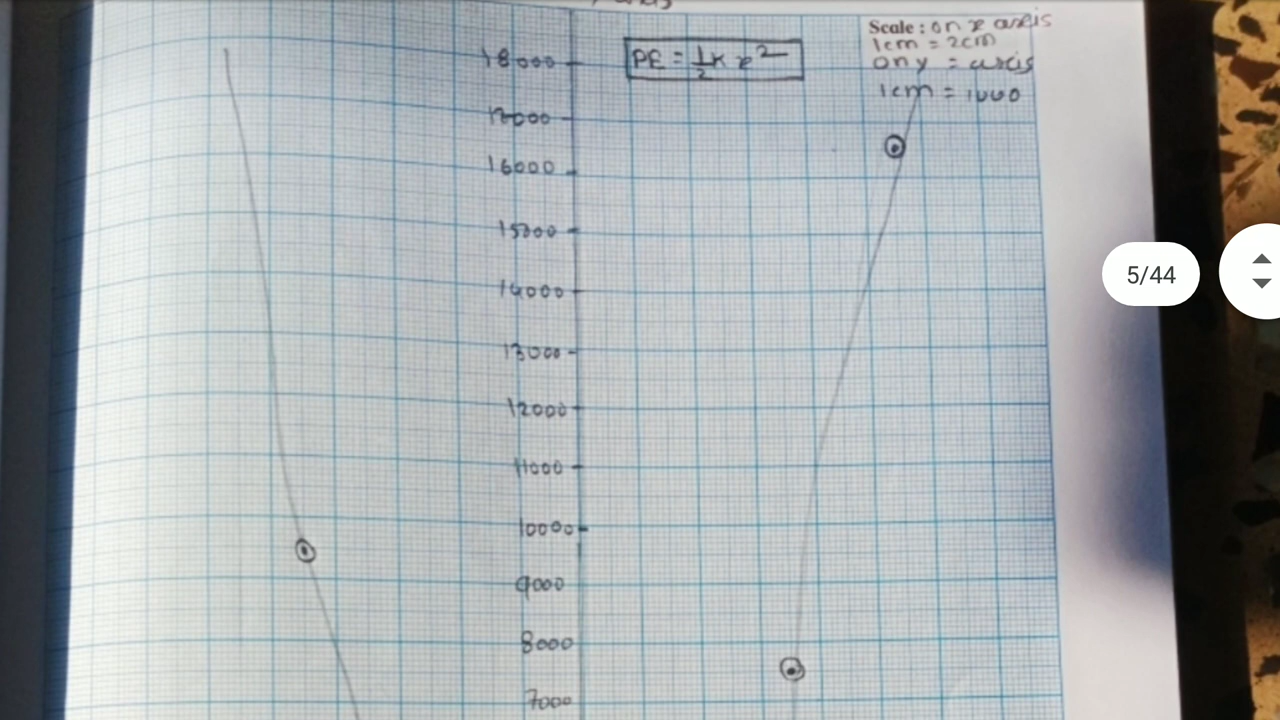 Scale : on x axis
1cm = 2cm
on y = axis
1cm = 1000
PE = 1/2 K x²
18000
17000
16000
15000
14000
13000
12000
11000
10000
9000
8000
7000
5/44